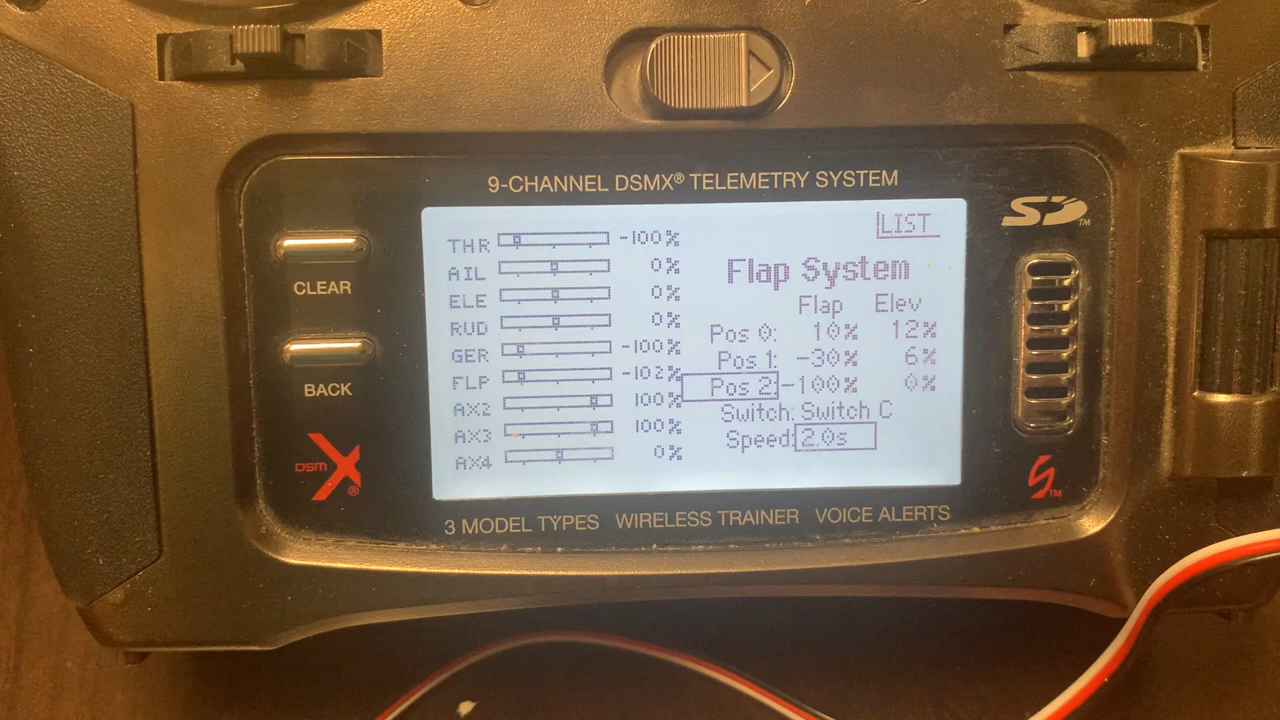 9-CHANNEL DSMX® TELEMETRY SYSTEM
SD™
CLEAR
BACK
DSM X®
LIST
THR -100%
AIL 0%
ELE 0%
RUD 0%
GER -100%
FLP -102%
AX2 100%
AX3 100%
AX4 0%
Flap System
Flap Elev
Pos 0: 10% 12%
Pos 1: -30% 6%
Pos 2: -100% 0%
Switch: Switch C
Speed: 2.0s
TM
3 MODEL TYPES WIRELESS TRAINER VOICE ALERTS